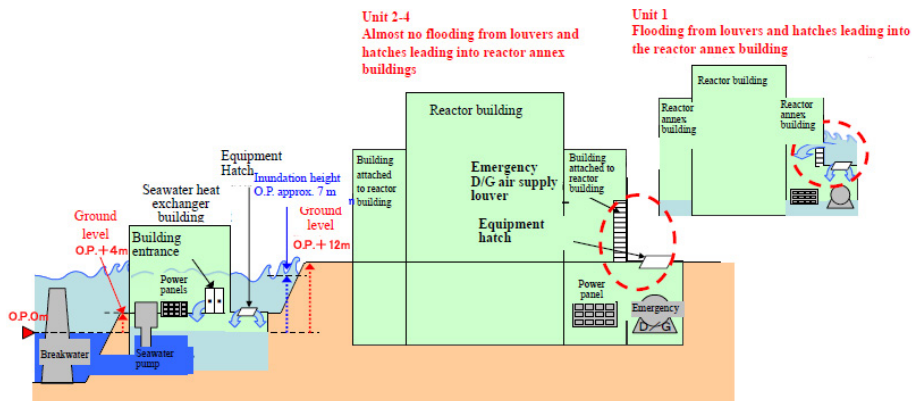 Unit 2-4
Almost no flooding from louvers and
hatches leading into reactor annex
buildings
Unit 1
Flooding from louvers and hatches leading into
the reactor annex building
Reactor building
Reactor
annex
building
Reactor
annex
building
Reactor building
Building
attached
to reactor
building
Emergency
D/G air supply
louver
Building
attached to
reactor
building
Equipment
hatch
Power
panel
Emergency
D/G
Equipment
Hatch
Inundation height
O.P. approx. 7 m
Seawater heat
exchanger
building
Ground
level
O.P.+4m
Ground
level
O.P.+12m
Building
entrance
Power
panels
O.P.0m
Breakwater
Seawater
pump